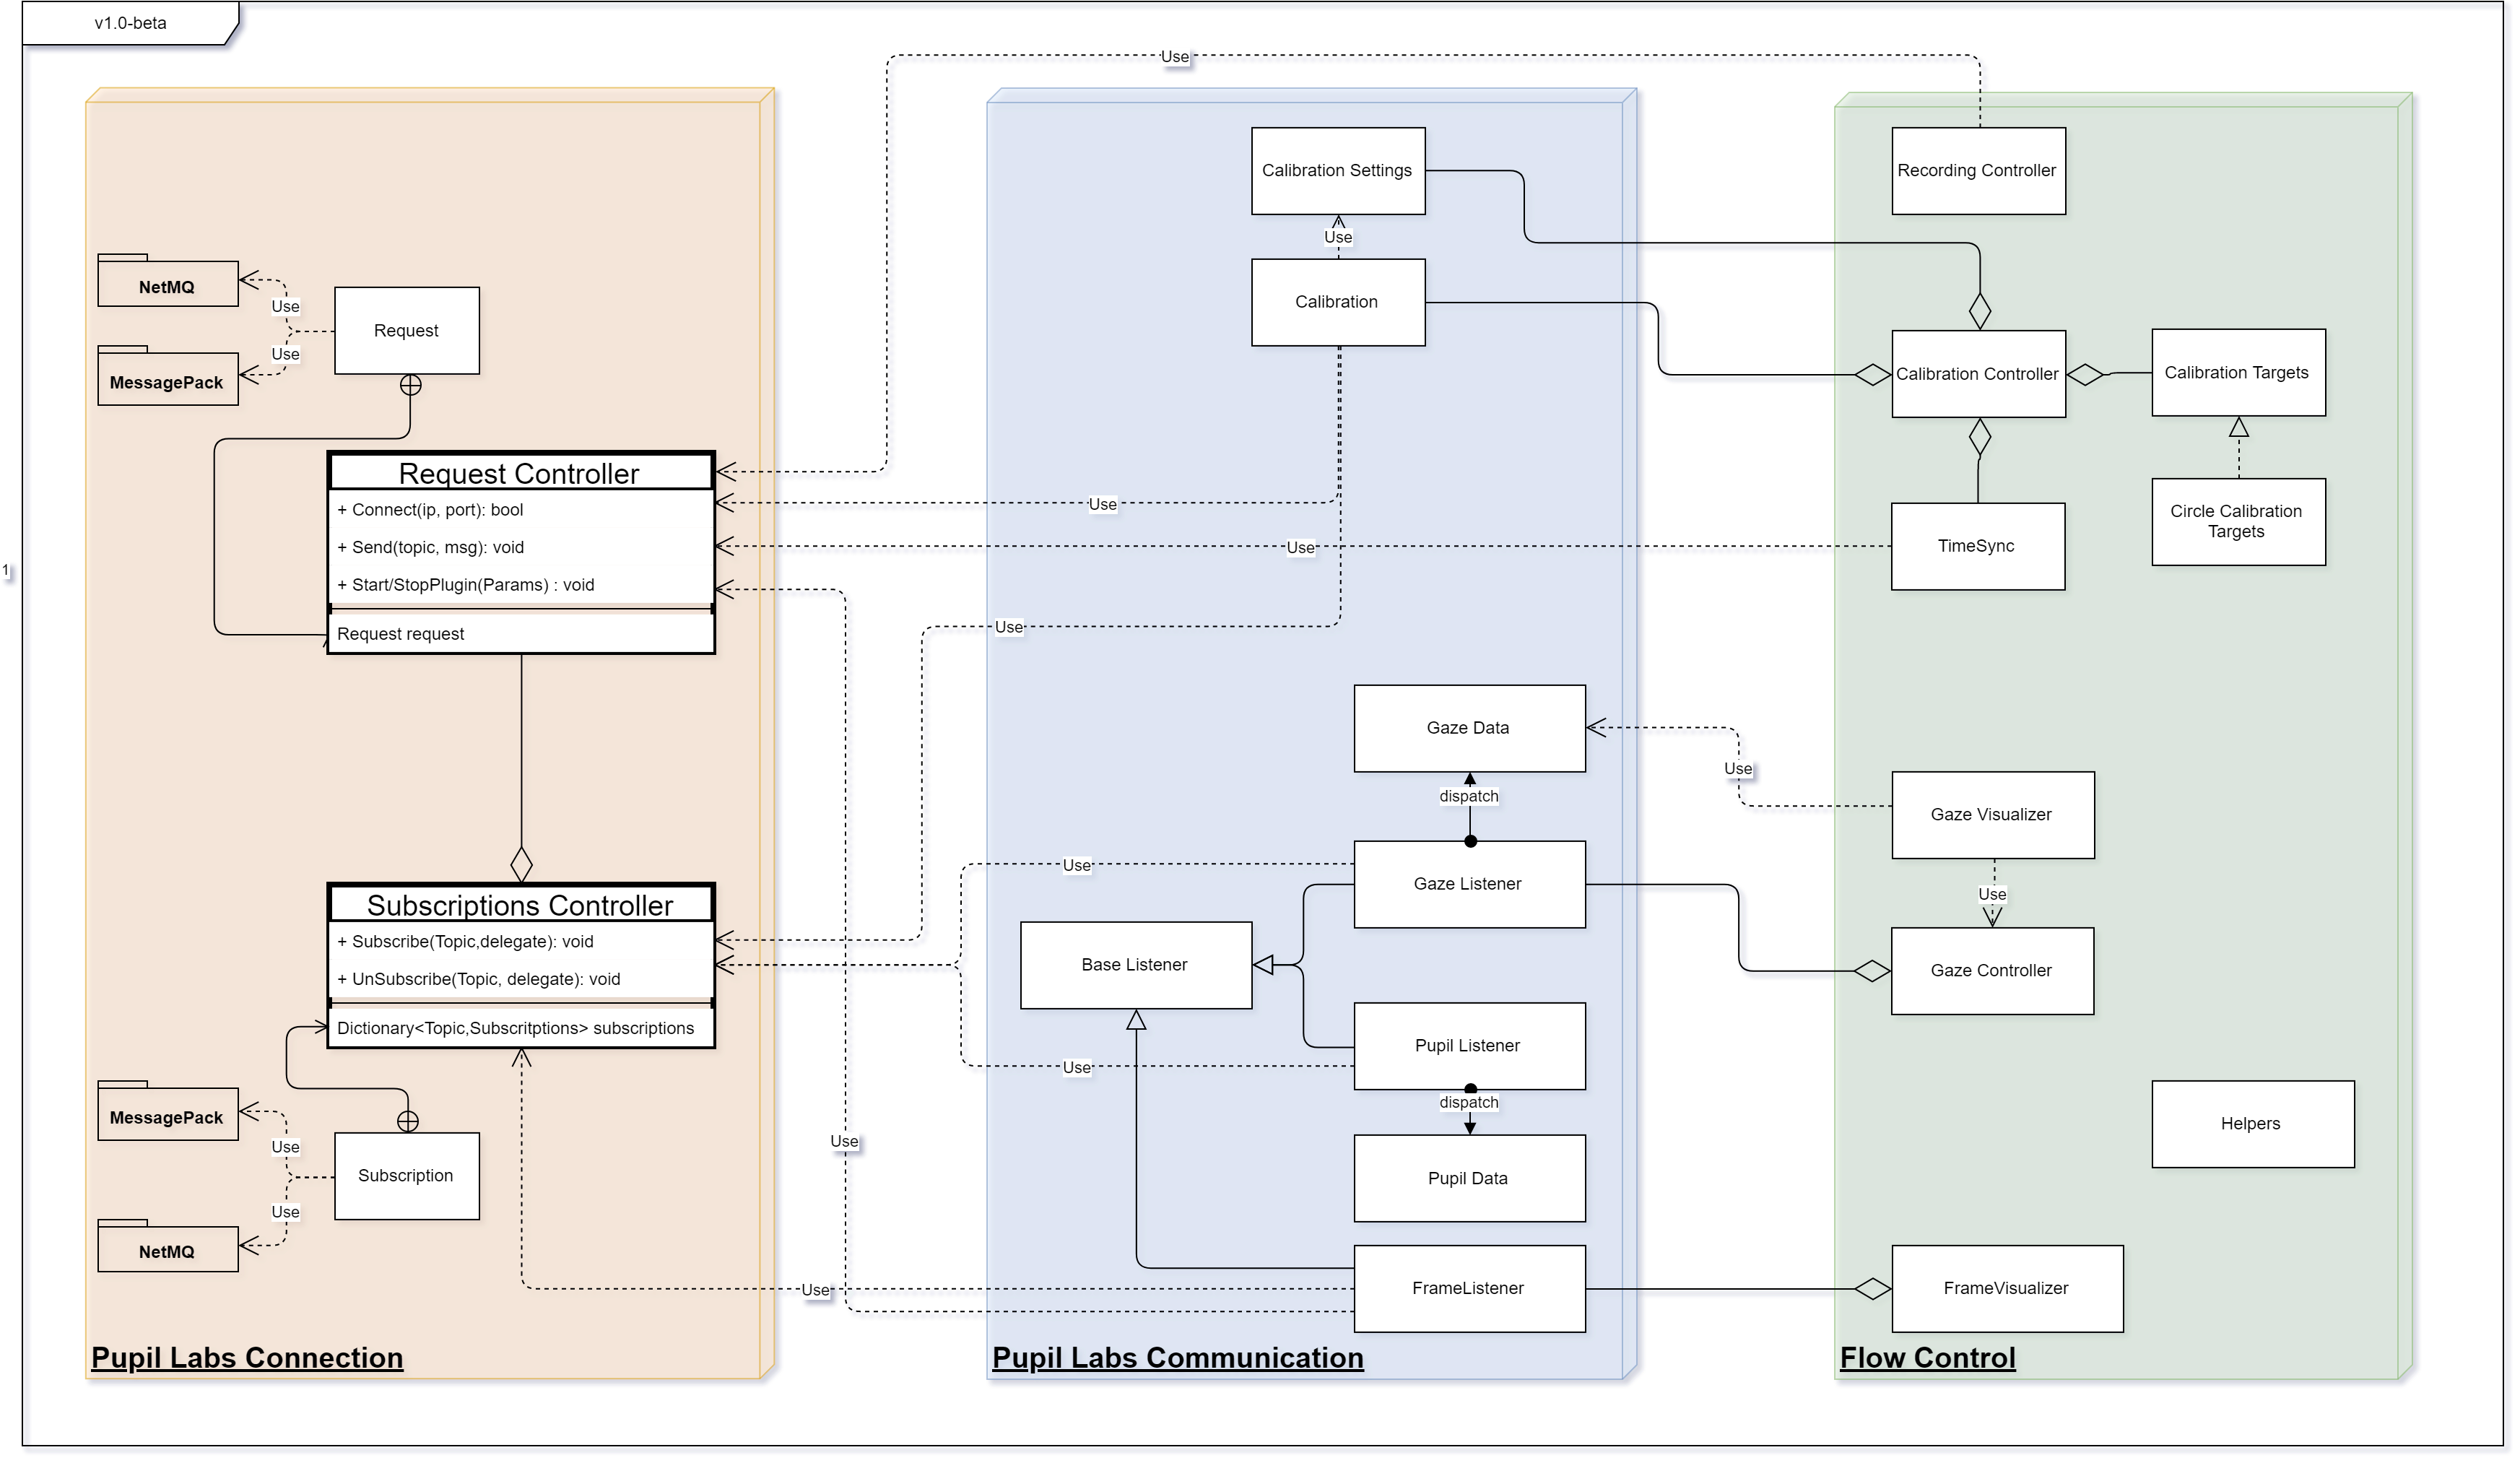 v1.0-beta
Use
Calibration Settings
Recording Controller
Use
NetMQ
Use
Request
Use
MessagePack
Calibration
Calibration Controller
Calibration Targets
Request Controller
+ Connect(ip, port): bool
+ Send(topic, msg): void
+ Start/StopPlugin(Params) : void
Request request
Use
Use
Use
Circle Calibration
Targets
TimeSync
1
Gaze Data
Use
dispatch
Gaze Visualizer
Use
Gaze Listener
Use
Subscriptions Controller
+ Subscribe(Topic,delegate): void
+ UnSubscribe(Topic, delegate): void
Dictionary<Topic,Subscritptions> subscriptions
Base Listener
Gaze Controller
Pupil Listener
Use
dispatch
MessagePack
Use
Subscription
Use
NetMQ
Use
Pupil Data
Helpers
Use
FrameListener
FrameVisualizer
Pupil Labs Connection
Pupil Labs Communication
Flow Control